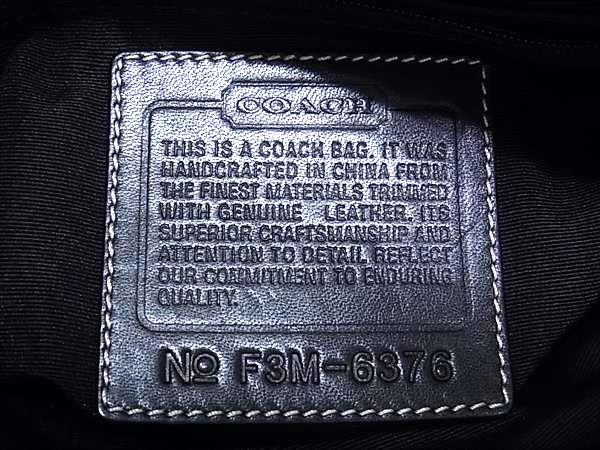 COACH
THIS IS A COACH BAG. IT WAS
HANDCRAFTED IN CHINA FROM
THE FINEST MATERIALS TRIMMED
WITH GENUINE LEATHER. ITS
SUPERIOR CRAFTSMANSHIP AND
ATTENTION TO DETAIL REFLECT
OUR COMMITMENT TO ENDURING
QUALITY.
Nº F3M-6376